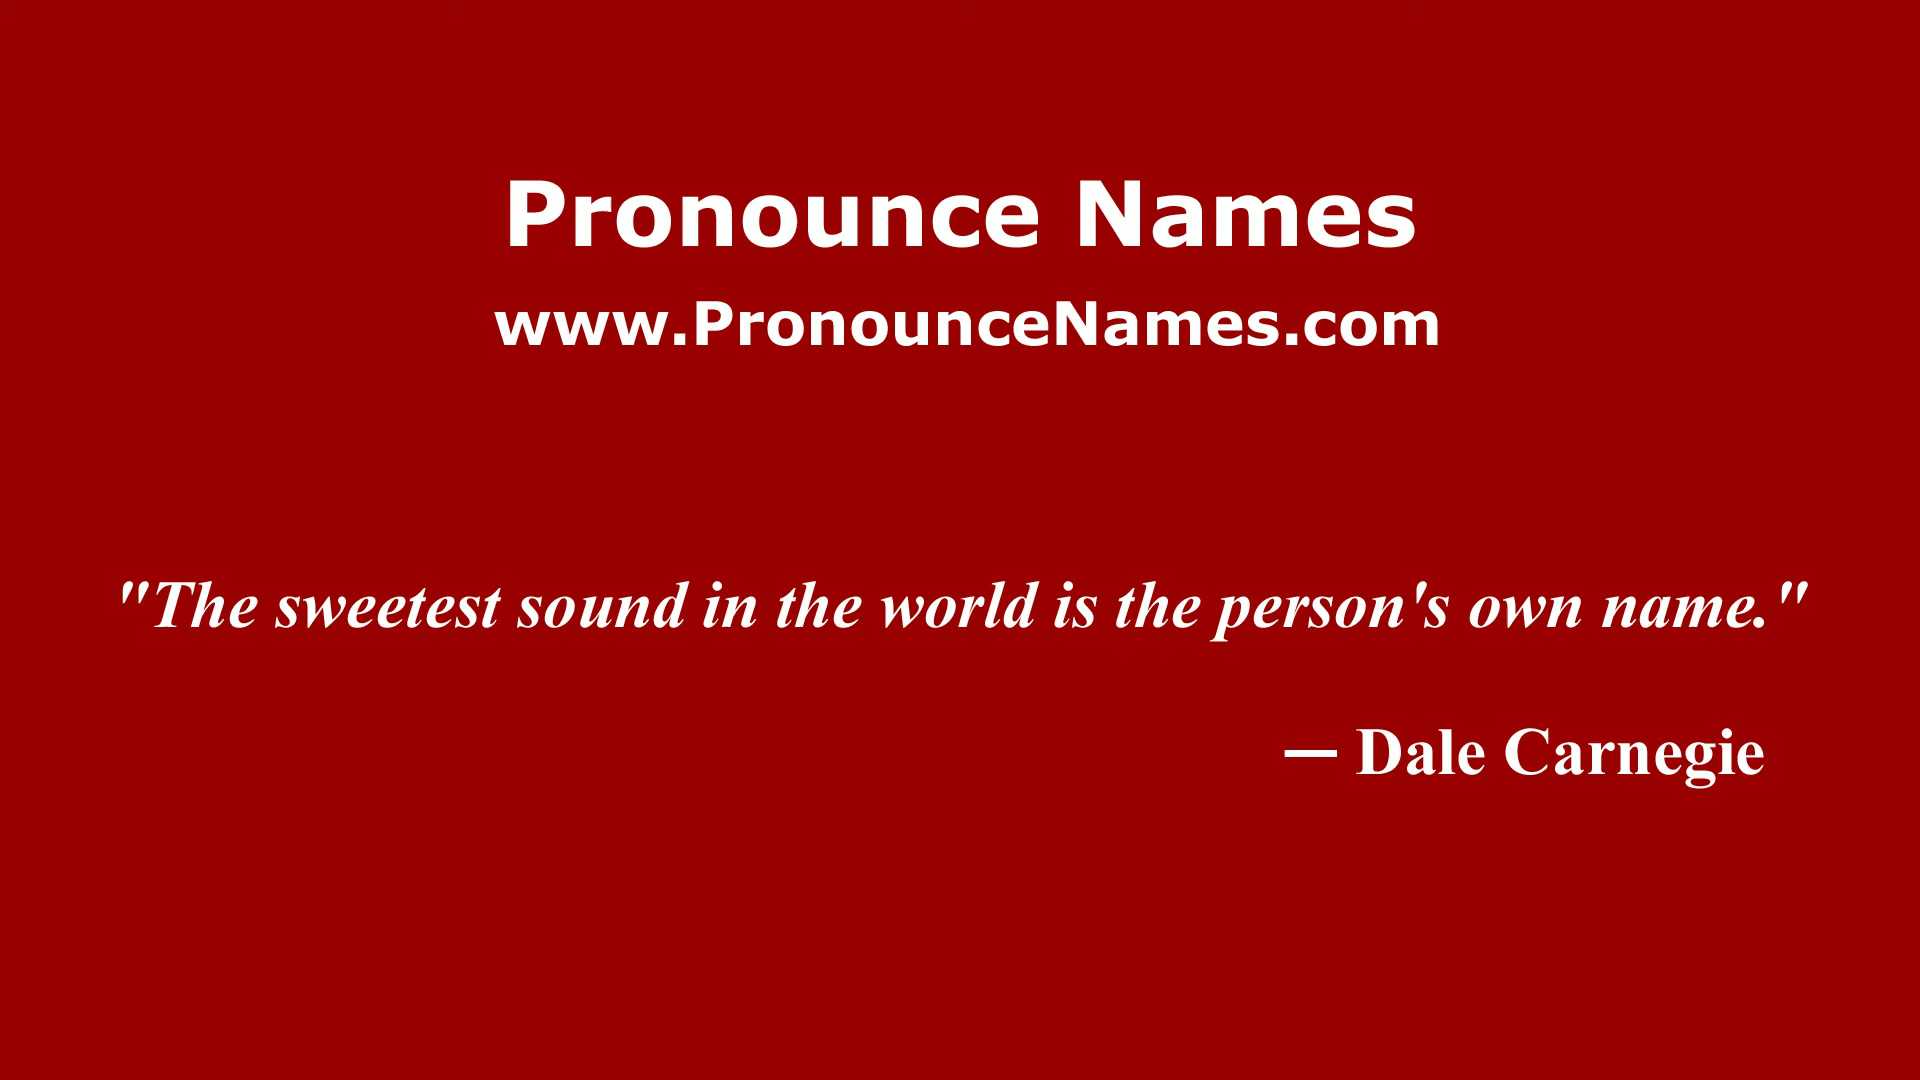 Pronounce Names
www.PronounceNames.com
"The sweetest sound in the world is the person's own name."
— Dale Carnegie